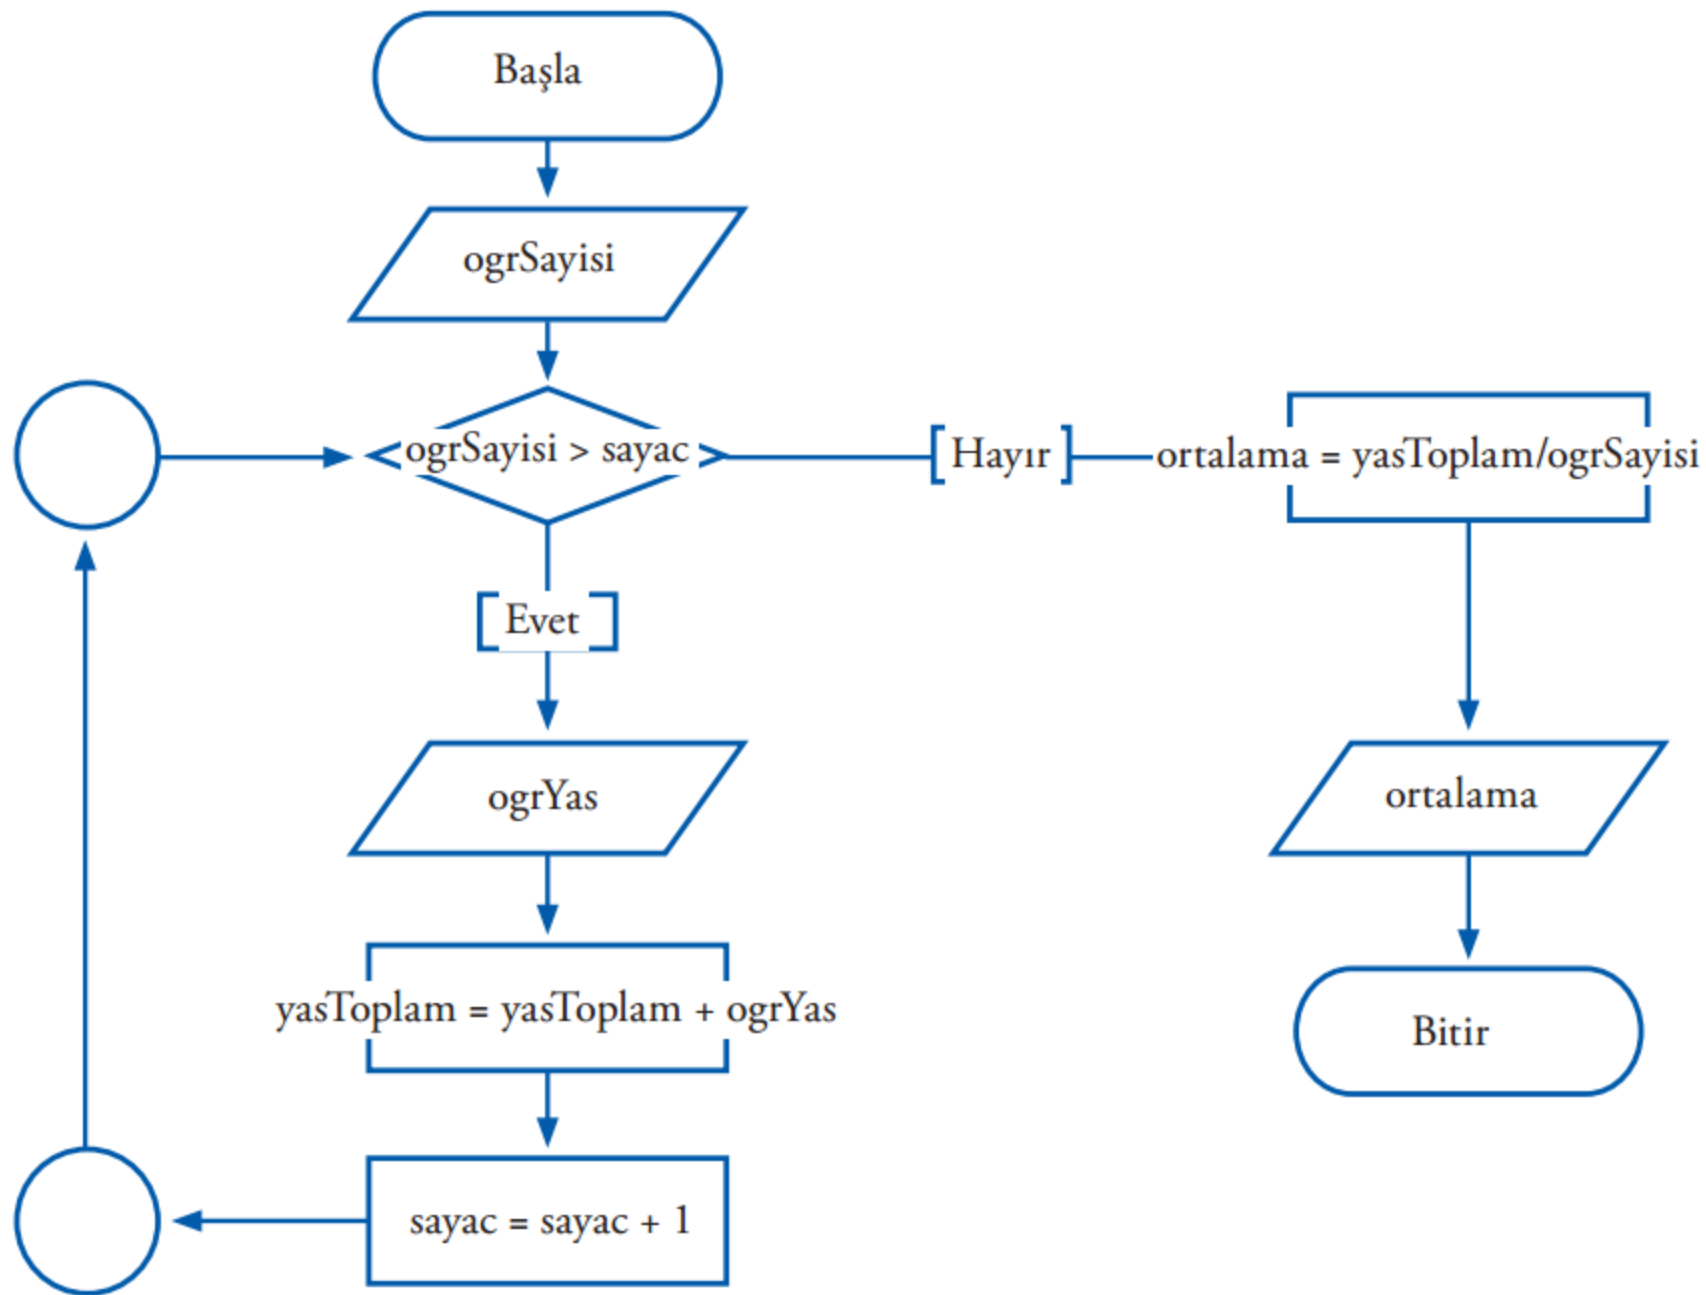 Başla
ogrSayisi
ogrSayisi > sayac
Hayır
ortalama = yasToplam/ogrSayisi
Evet
ogrYas
ortalama
yasToplam = yasToplam + ogrYas
Bitir
sayac = sayac + 1